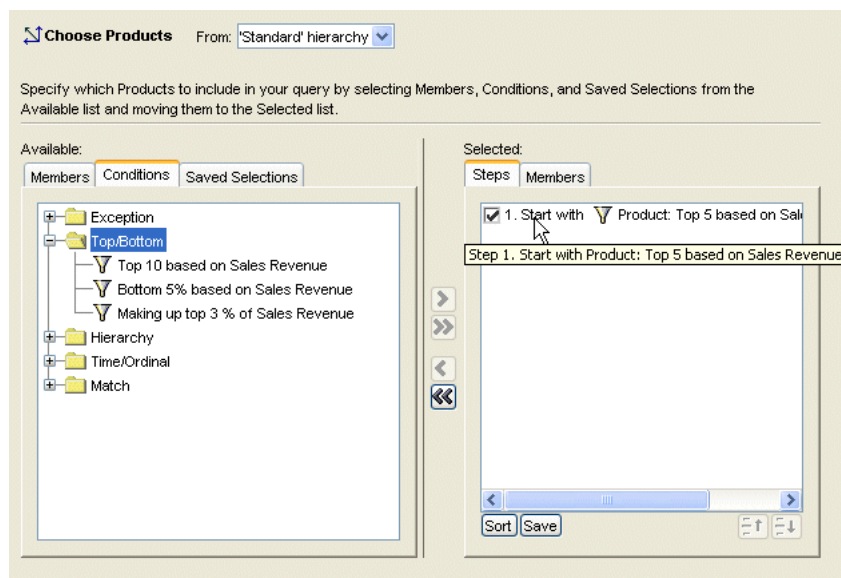 Choose Products From: 'Standard' hierarchy
Specify which Products to include in your query by selecting Members, Conditions, and Saved Selections from the
Available list and moving them to the Selected list.
Available:
Members Conditions Saved Selections
Exception
Top/Bottom
Top 10 based on Sales Revenue
Bottom 5% based on Sales Revenue
Making up top 3 % of Sales Revenue
Hierarchy
Time/Ordinal
Match
Selected:
Steps Members
1. Start with Product: Top 5 based on Sal
Step 1. Start with Product: Top 5 based on Sales Revenue
Sort Save